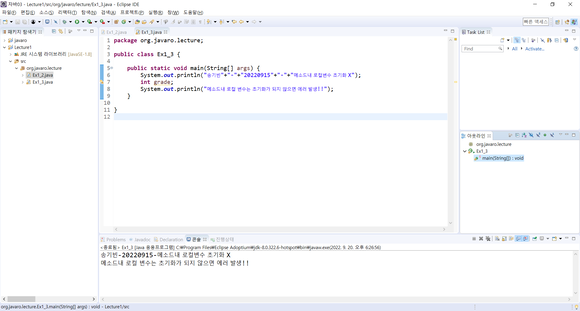 자바03 - Lecture1/src/org/javaro/lecture/Ex1_3.java - Eclipse IDE
파일(F) 편집(E) 소스(S) 리팩터(T) 탐색(N) 검색(A) 프로젝트(P) 실행(R) 창(W) 도움말(H)
빠른 액세스
패키지 탐색기
javaro
Lecture1
JRE 시스템 라이브러리 [JavaSE-1.8]
src
org.javaro.lecture
Ex1_2.java
Ex1_3.java
Ex1_2.java Ex1_3.java
1 package org.javaro.lecture;
2
3 public class Ex1_3 {
4
5 public static void main(String[] args) {
6 System.out.println("송기빈"+"-"+"20220915"+"-"+"메소드내 로컬변수 초기화 X");
7 int grade;
8 System.out.println("메소드내 로컬 변수는 초기화가 되지 않으면 에러 발생!!");
9 }
10
11 }
12
Task List
Find All Activate...
아웃라인
org.javaro.lecture
Ex1_3
main(String[]) : void
Problems Javadoc Declaration 콘솔 진행상태
<종료됨> Ex1_3 [Java 응용프로그램] C:\Program Files\Eclipse Adoptium\jdk-8.0.322.6-hotspot\bin\javaw.exe(2022. 9. 20. 오후 6:26:56)
송기빈-20220915-메소드내 로컬변수 초기화 X
메소드내 로컬 변수는 초기화가 되지 않으면 에러 발생!!
org.javaro.lecture.Ex1_3.main(String[] args) : void - Lecture1/src